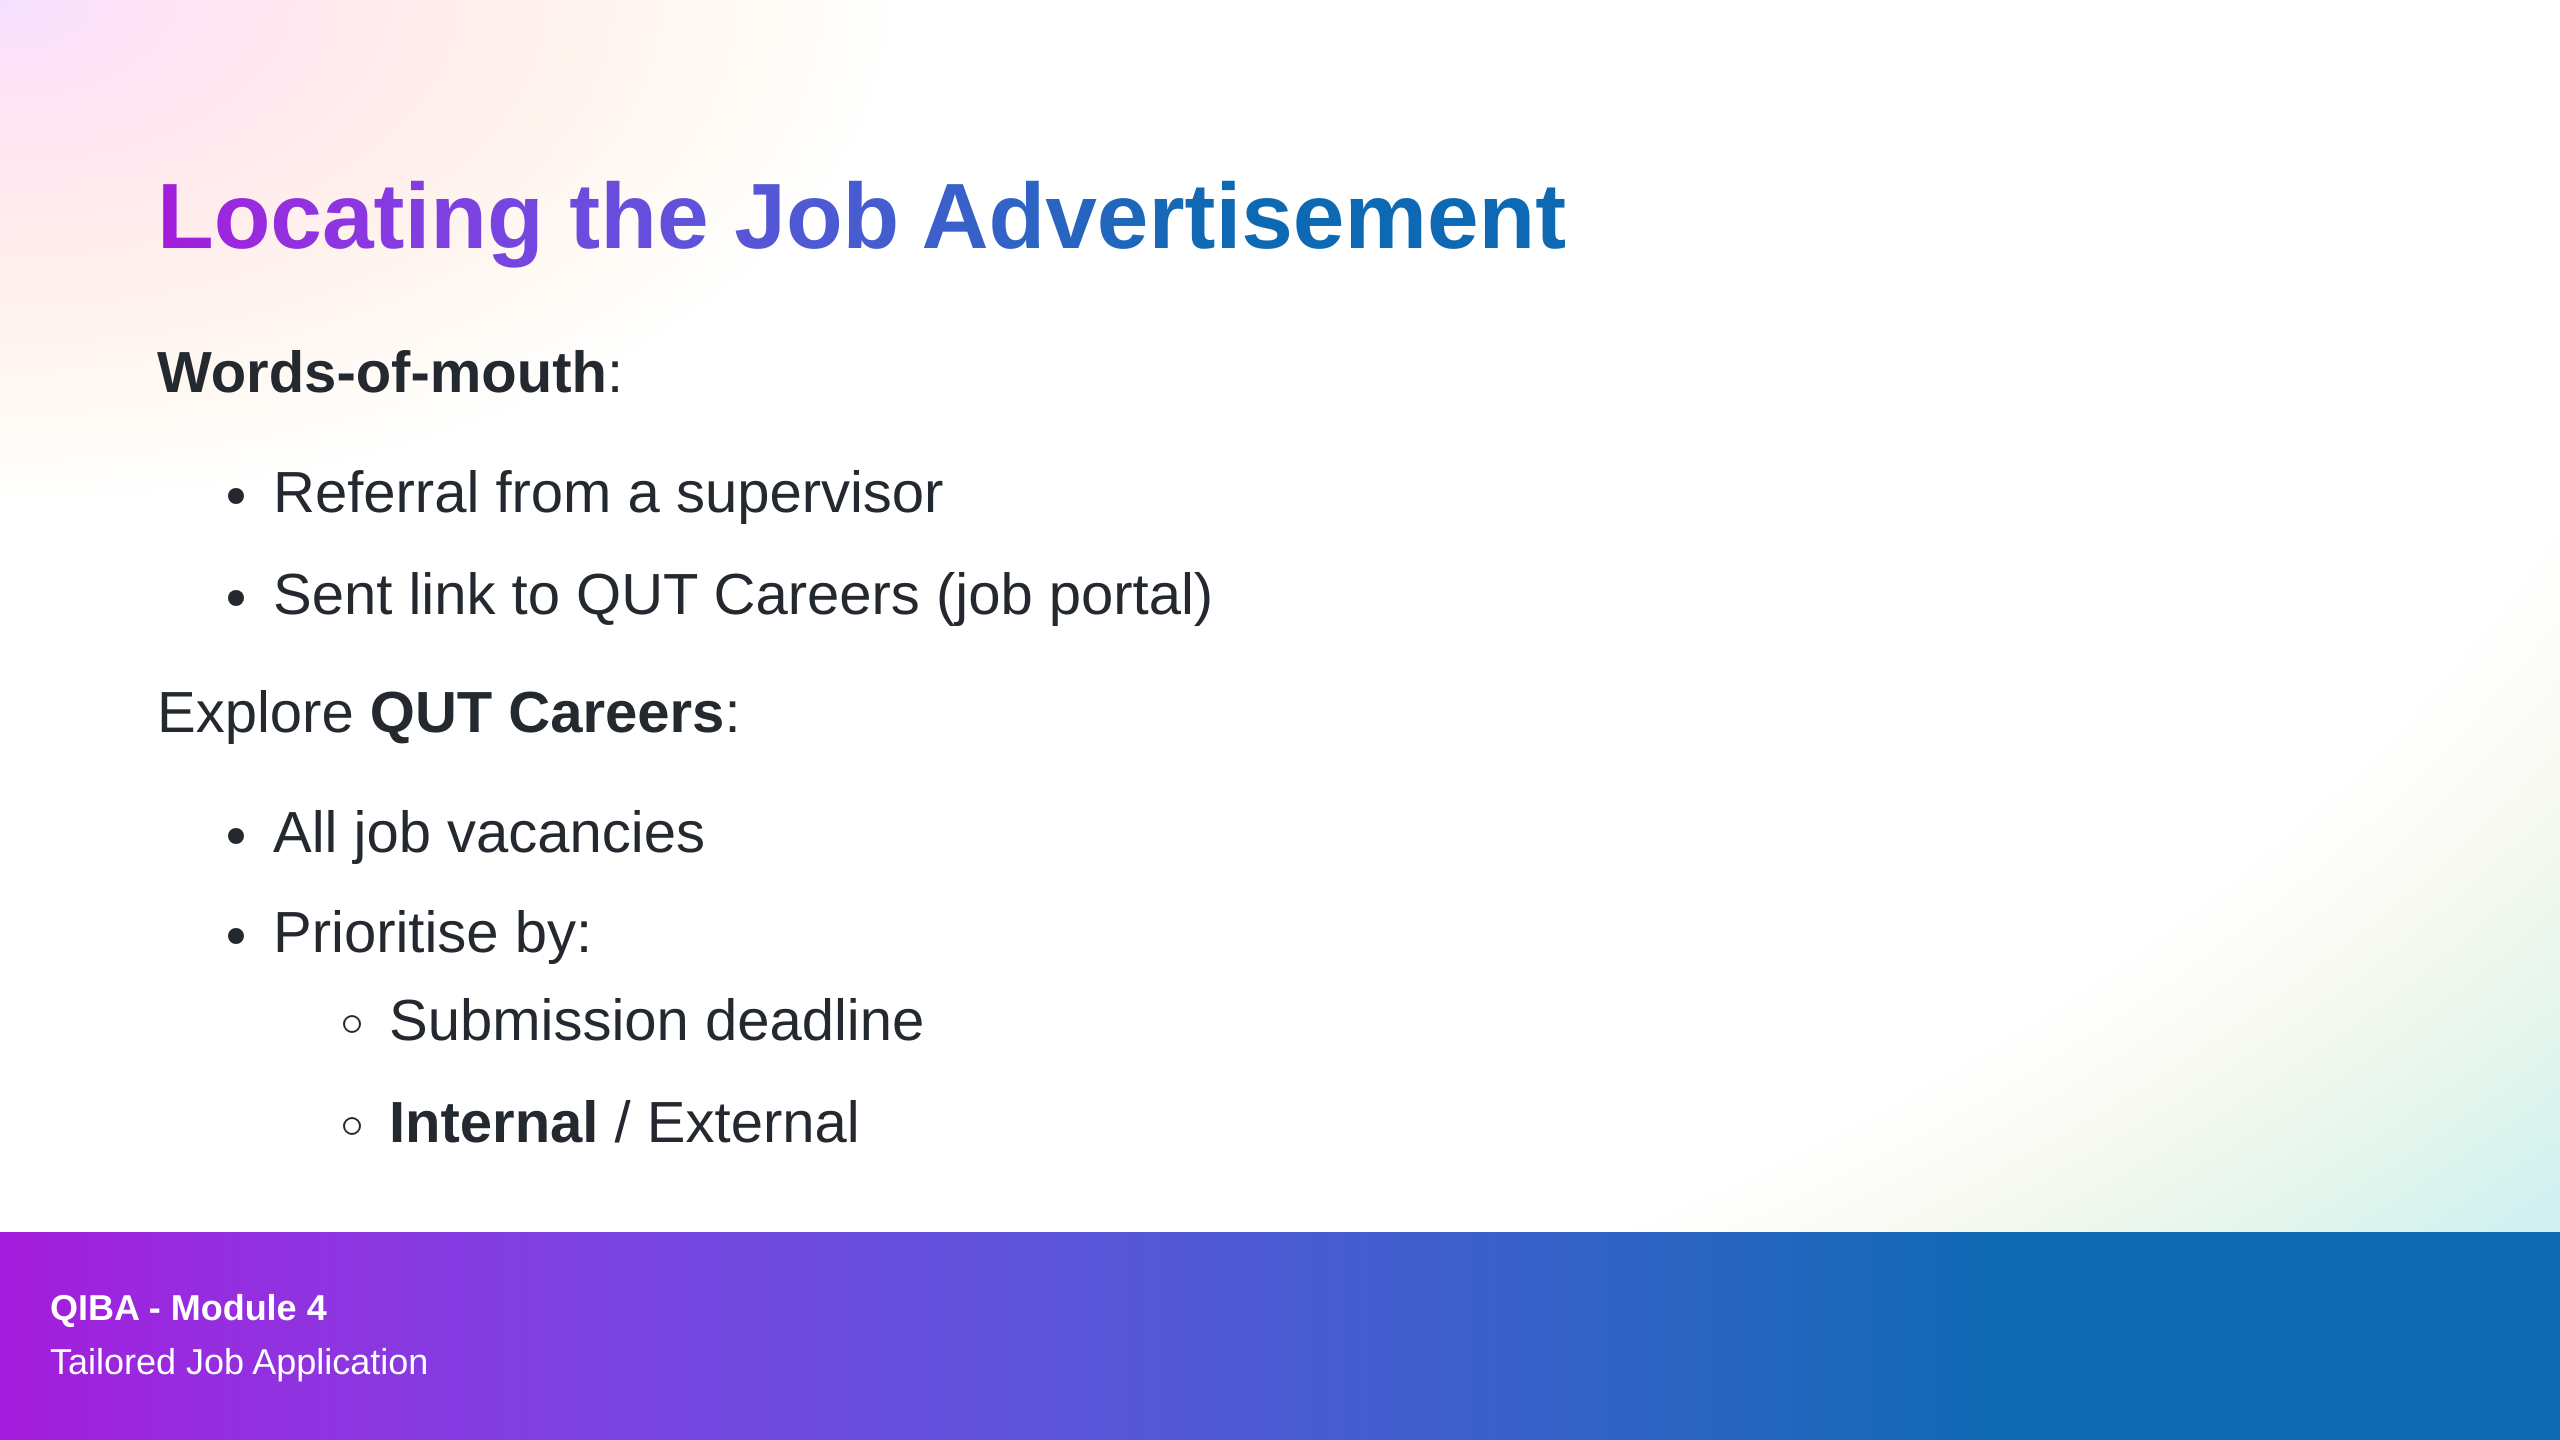 Locating the Job Advertisement
Words-of-mouth:
• Referral from a supervisor
• Sent link to QUT Careers (job portal)
Explore QUT Careers:
• All job vacancies
• Prioritise by:
◦ Submission deadline
◦ Internal / External
QIBA - Module 4
Tailored Job Application